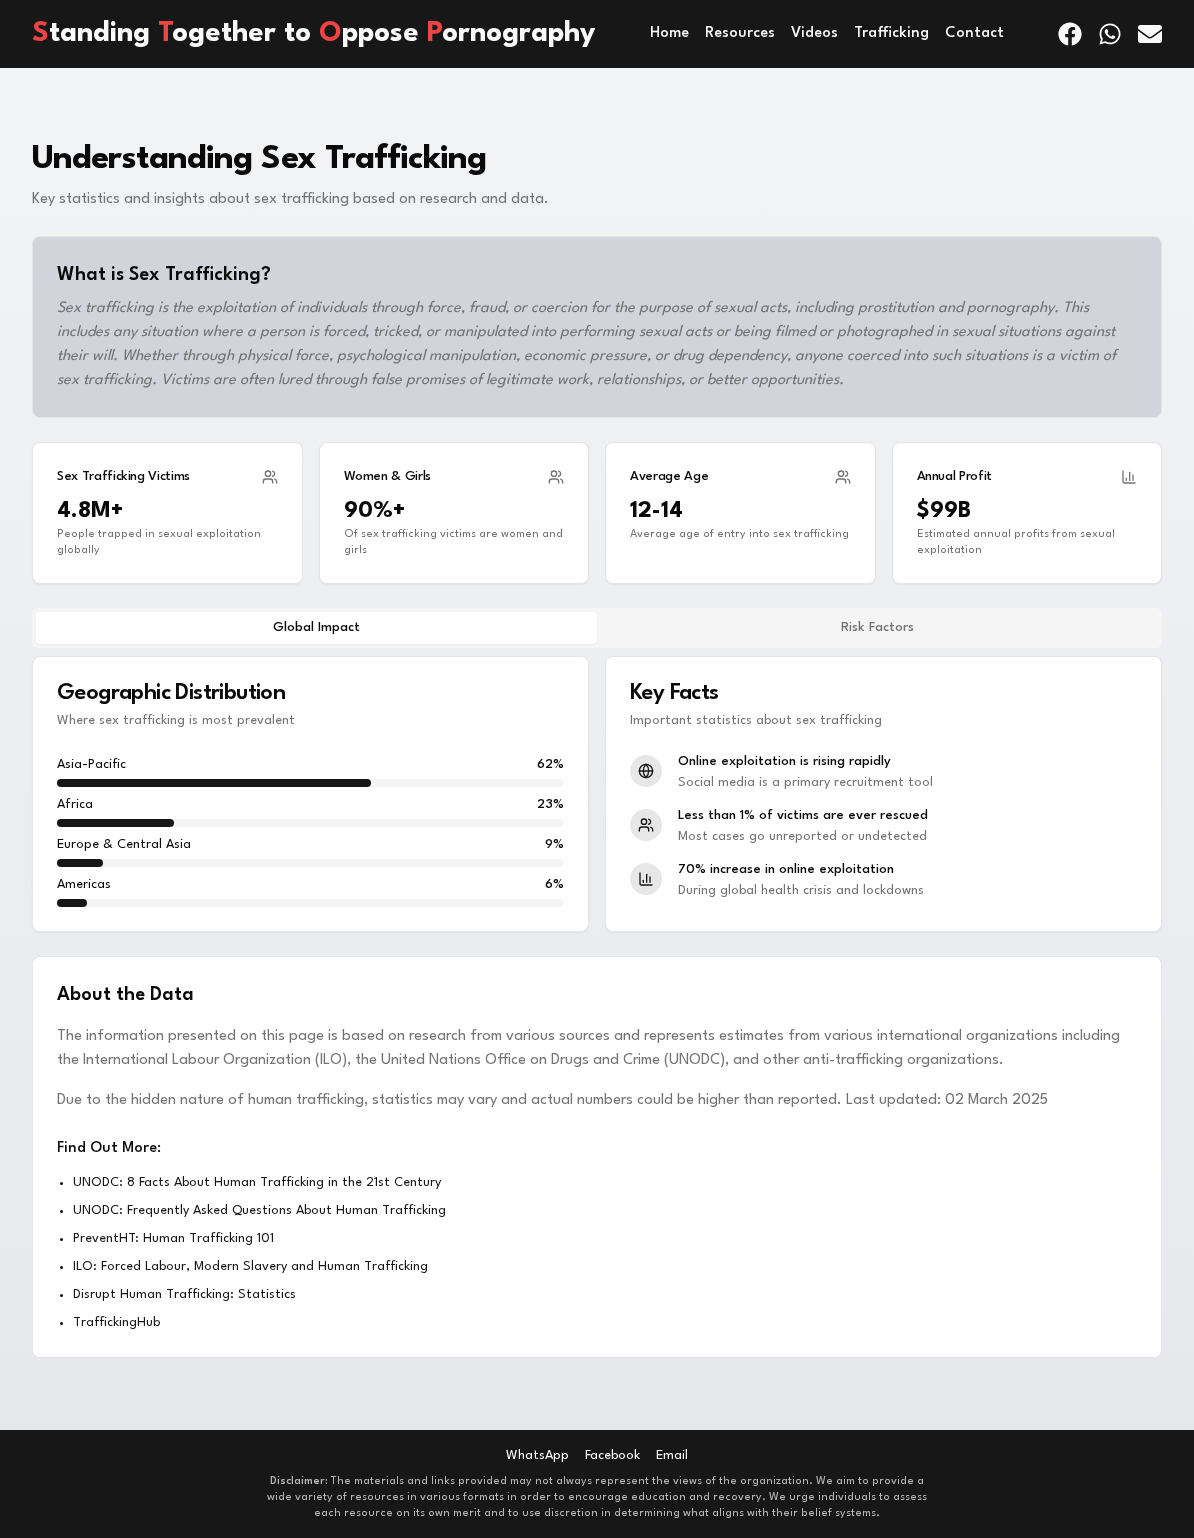 Standing Together to Oppose Pornography
Home Resources Videos Trafficking Contact
Understanding Sex Trafficking
Key statistics and insights about sex trafficking based on research and data.
What is Sex Trafficking?
Sex trafficking is the exploitation of individuals through force, fraud, or coercion for the purpose of sexual acts, including prostitution and pornography. This
includes any situation where a person is forced, tricked, or manipulated into performing sexual acts or being filmed or photographed in sexual situations against
their will. Whether through physical force, psychological manipulation, economic pressure, or drug dependency, anyone coerced into such situations is a victim of
sex trafficking. Victims are often lured through false promises of legitimate work, relationships, or better opportunities.
Sex Trafficking Victims
4.8M+
People trapped in sexual exploitation
globally
Women & Girls
90%+
Of sex trafficking victims are women and
girls
Average Age
12-14
Average age of entry into sex trafficking
Annual Profit
$99B
Estimated annual profits from sexual
exploitation
Global Impact
Risk Factors
Geographic Distribution
Where sex trafficking is most prevalent
Asia-Pacific 62%
Africa 23%
Europe & Central Asia 9%
Americas 6%
Key Facts
Important statistics about sex trafficking
Online exploitation is rising rapidly
Social media is a primary recruitment tool
Less than 1% of victims are ever rescued
Most cases go unreported or undetected
70% increase in online exploitation
During global health crisis and lockdowns
About the Data
The information presented on this page is based on research from various sources and represents estimates from various international organizations including
the International Labour Organization (ILO), the United Nations Office on Drugs and Crime (UNODC), and other anti-trafficking organizations.
Due to the hidden nature of human trafficking, statistics may vary and actual numbers could be higher than reported. Last updated: 02 March 2025
Find Out More:
• UNODC: 8 Facts About Human Trafficking in the 21st Century
• UNODC: Frequently Asked Questions About Human Trafficking
• PreventHT: Human Trafficking 101
• ILO: Forced Labour, Modern Slavery and Human Trafficking
• Disrupt Human Trafficking: Statistics
• TraffickingHub
WhatsApp Facebook Email
Disclaimer: The materials and links provided may not always represent the views of the organization. We aim to provide a
wide variety of resources in various formats in order to encourage education and recovery. We urge individuals to assess
each resource on its own merit and to use discretion in determining what aligns with their belief systems.